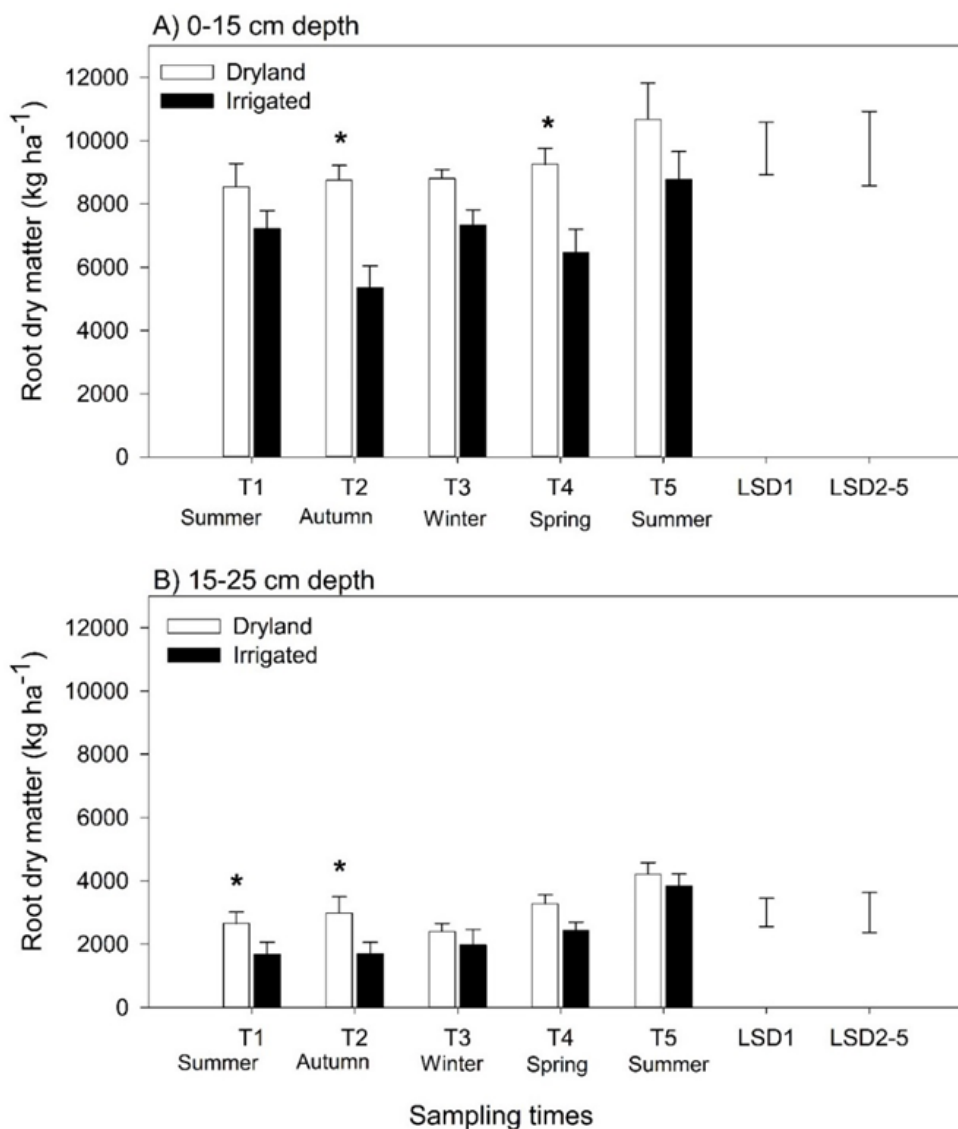 A) 0-15 cm depth
Dryland
Irrigated
Root dry matter (kg ha⁻¹)
12000
10000
8000
6000
4000
2000
0
* *
T1 T2 T3 T4 T5 LSD1 LSD2-5
Summer Autumn Winter Spring Summer
B) 15-25 cm depth
Dryland
Irrigated
Root dry matter (kg ha⁻¹)
12000
10000
8000
6000
4000
2000
0
* *
T1 T2 T3 T4 T5 LSD1 LSD2-5
Summer Autumn Winter Spring Summer
Sampling times